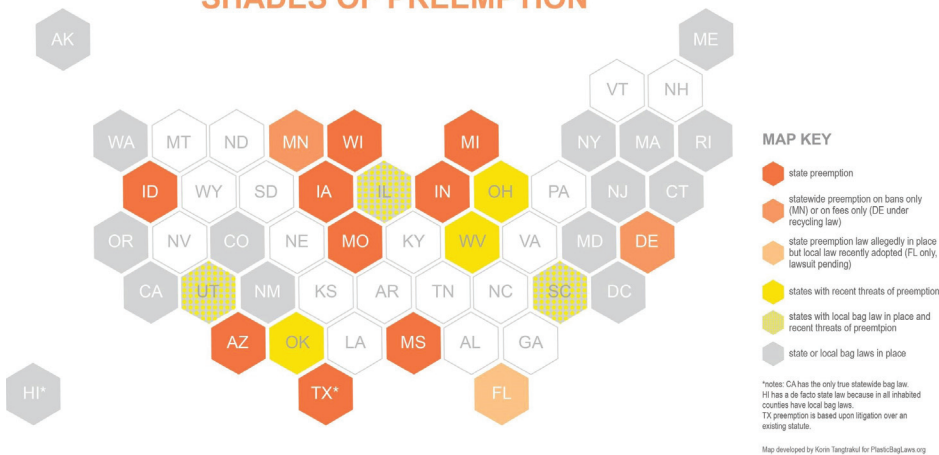 SHADES OF PREEMPTION
AK
ME
VT NH
WA MT ND MN WI MI NY MA RI
ID WY SD IA IL IN OH PA NJ CT
OR NV CO NE MO KY WV VA MD DE
CA UT NM KS AR TN NC SC DC
AZ OK LA MS AL GA
HI* TX* FL
MAP KEY
state preemption
statewide preemption on bans only
(MN) or on fees only (DE under
recycling law)
state preemption law allegedly in place
but local law recently adopted (FL only,
lawsuit pending)
states with recent threats of preemption
states with local bag law in place and
recent threats of preemtpion
state or local bag laws in place
*notes: CA has the only true statewide bag law.
HI has a de facto state law because in all inhabited
counties have local bag laws.
TX preemption is based upon litigation over an
existing statute.
Map developed by Korin Tangtrakul for PlasticBagLaws.org